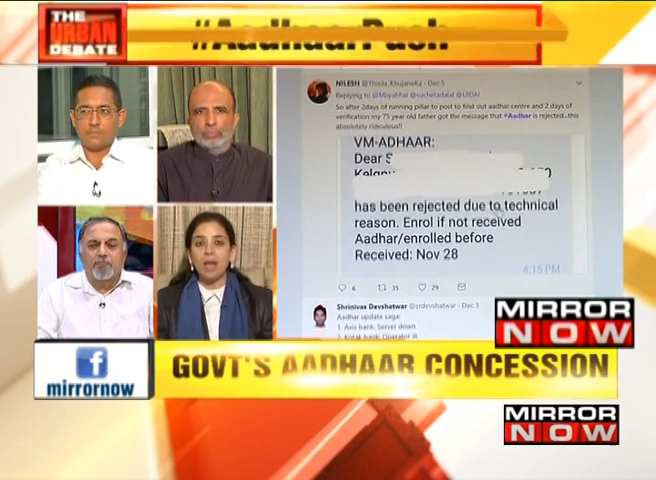 THE
URBAN
DEBATE
#AadhaarPush
NILESH @Thoda_KhujaneKa - Dec 5
Replying to @Moyabhai @suchetadalal @UIDAI
So after 2days of running pillar to post to find out aadhar centre and 2 days of
verification my 75 year old father got the message that #Aadhar is rejected...this
absolutely ridiculous!!
VM-ADHAAR:
Dear S
has been rejected due to technical
reason. Enrol if not received
Aadhar/enrolled before
Received: Nov 28
4:15 PM
6 35 29
Shrinivas Devshatwar @srdevshatwar - Dec 5
Aadhar update saga:
1. Axis bank: Server down
2. Kotak bank: Operator ill
MIRROR
NOW
f
mirrornow
GOVT'S AADHAAR CONCESSION
MIRROR
NOW